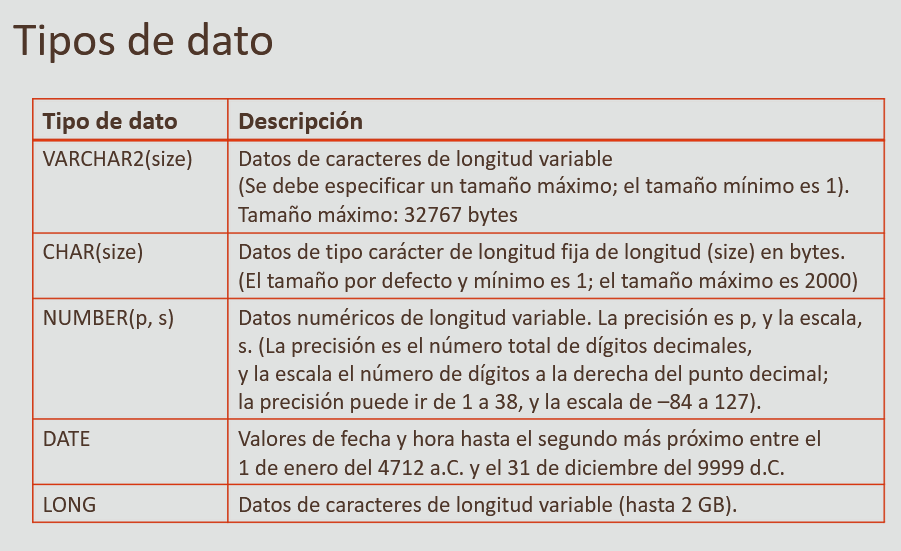 Tipos de dato
Tipo de dato
Descripción
VARCHAR2(size)
Datos de caracteres de longitud variable
(Se debe especificar un tamaño máximo; el tamaño mínimo es 1).
Tamaño máximo: 32767 bytes
CHAR(size)
Datos de tipo carácter de longitud fija de longitud (size) en bytes.
(El tamaño por defecto y mínimo es 1; el tamaño máximo es 2000)
NUMBER(p, s)
Datos numéricos de longitud variable. La precisión es p, y la escala,
s. (La precisión es el número total de dígitos decimales,
y la escala el número de dígitos a la derecha del punto decimal;
la precisión puede ir de 1 a 38, y la escala de –84 a 127).
DATE
Valores de fecha y hora hasta el segundo más próximo entre el
1 de enero del 4712 a.C. y el 31 de diciembre del 9999 d.C.
LONG
Datos de caracteres de longitud variable (hasta 2 GB).